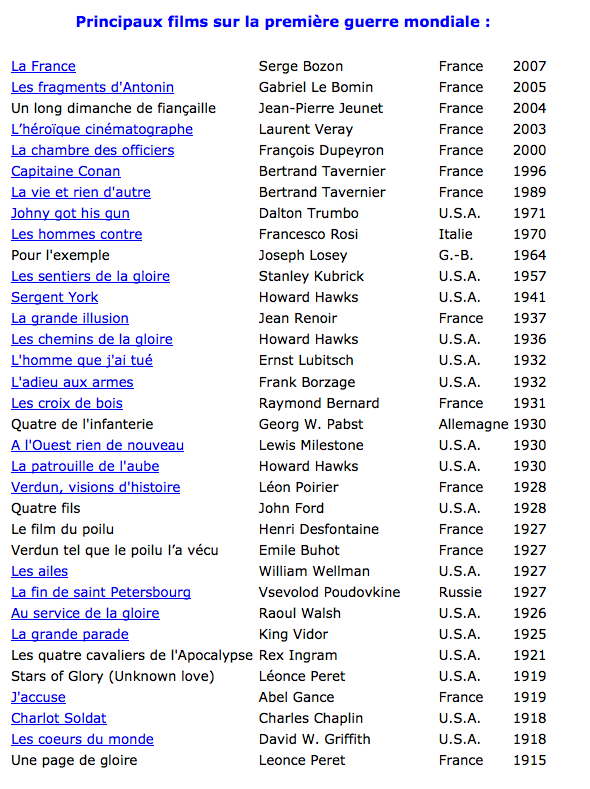 Principaux films sur la première guerre mondiale :
La France Serge Bozon France 2007
Les fragments d'Antonin Gabriel Le Bomin France 2005
Un long dimanche de fiançaille Jean-Pierre Jeunet France 2004
L’héroïque cinématographe Laurent Veray France 2003
La chambre des officiers François Dupeyron France 2000
Capitaine Conan Bertrand Tavernier France 1996
La vie et rien d'autre Bertrand Tavernier France 1989
Johny got his gun Dalton Trumbo U.S.A. 1971
Les hommes contre Francesco Rosi Italie 1970
Pour l'exemple Joseph Losey G.-B. 1964
Les sentiers de la gloire Stanley Kubrick U.S.A. 1957
Sergent York Howard Hawks U.S.A. 1941
La grande illusion Jean Renoir France 1937
Les chemins de la gloire Howard Hawks U.S.A. 1936
L'homme que j'ai tué Ernst Lubitsch U.S.A. 1932
L'adieu aux armes Frank Borzage U.S.A. 1932
Les croix de bois Raymond Bernard France 1931
Quatre de l'infanterie Georg W. Pabst Allemagne 1930
A l'Ouest rien de nouveau Lewis Milestone U.S.A. 1930
La patrouille de l'aube Howard Hawks U.S.A. 1930
Verdun, visions d'histoire Léon Poirier France 1928
Quatre fils John Ford U.S.A. 1928
Le film du poilu Henri Desfontaine France 1927
Verdun tel que le poilu l’a vécu Emile Buhot France 1927
Les ailes William Wellman U.S.A. 1927
La fin de saint Petersbourg Vsevolod Poudovkine Russie 1927
Au service de la gloire Raoul Walsh U.S.A. 1926
La grande parade King Vidor U.S.A. 1925
Les quatre cavaliers de l'Apocalypse Rex Ingram U.S.A. 1921
Stars of Glory (Unknown love) Léonce Peret U.S.A. 1919
J'accuse Abel Gance France 1919
Charlot Soldat Charles Chaplin U.S.A. 1918
Les coeurs du monde David W. Griffith U.S.A. 1918
Une page de gloire Leonce Peret France 1915